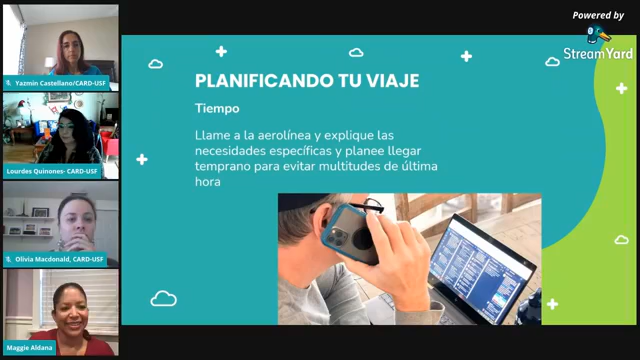 Powered by
StreamYard
Yazmin Castellano/CARD-USF
Lourdes Quinones- CARD-USF
Olivia Macdonald, CARD-USF
Maggie Aldana
PLANIFICANDO TU VIAJE
Tiempo
Llame a la aerolínea y explique las
necesidades específicas y planee llegar
temprano para evitar multitudes de última
hora